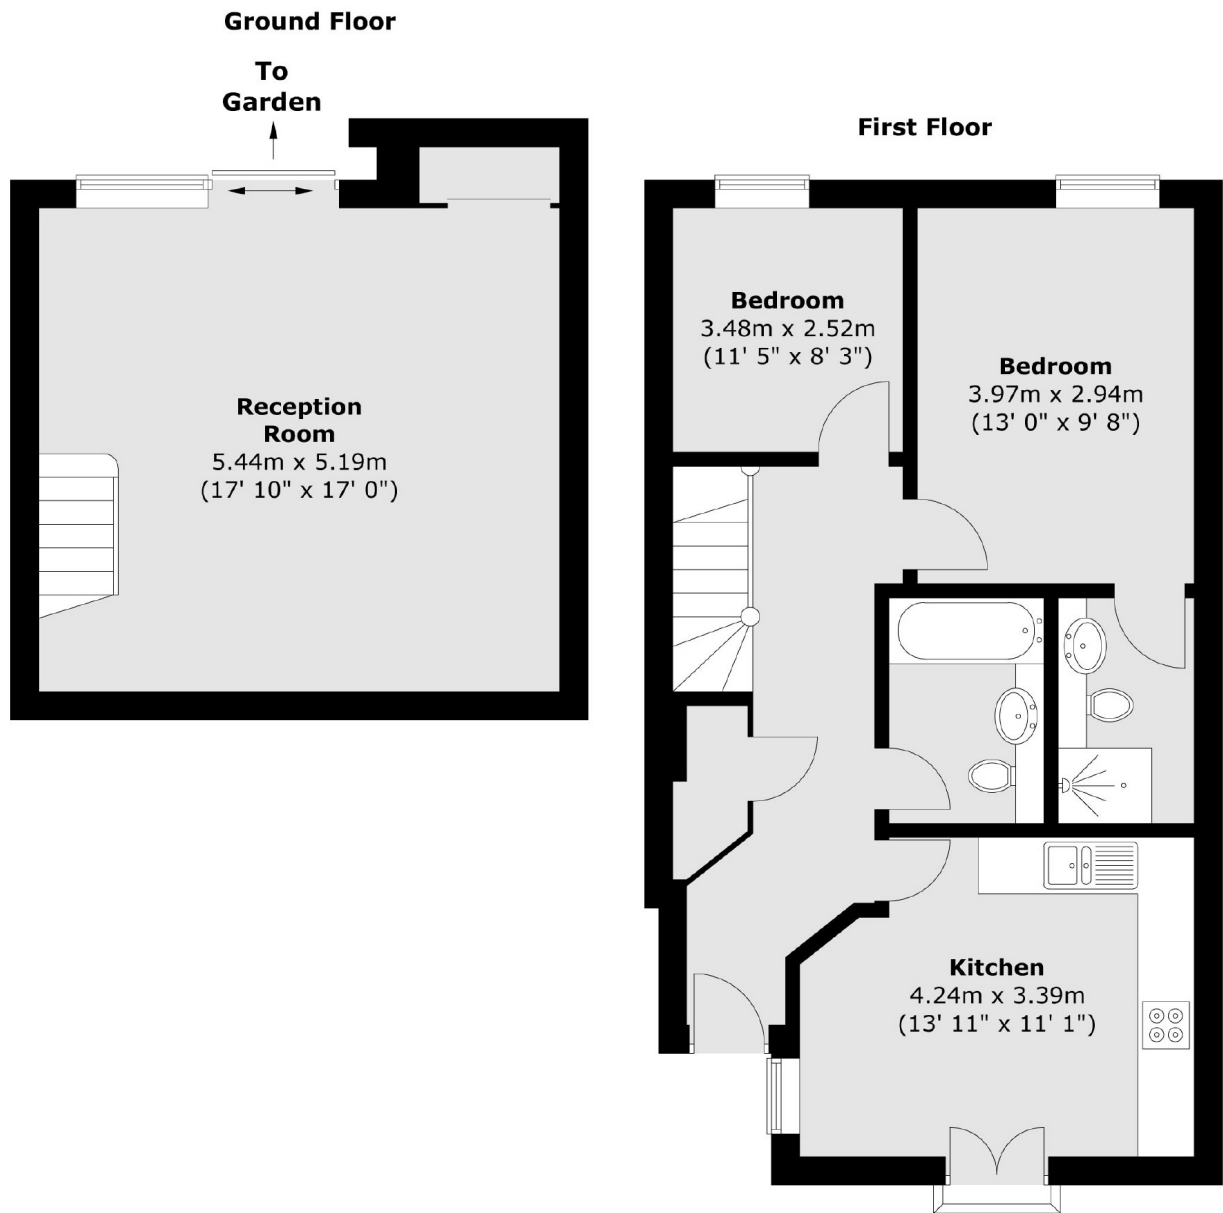 Ground Floor
To
Garden
Reception
Room
5.44m x 5.19m
(17' 10" x 17' 0")
First Floor
Bedroom
3.48m x 2.52m
(11' 5" x 8' 3")
Bedroom
3.97m x 2.94m
(13' 0" x 9' 8")
Kitchen
4.24m x 3.39m
(13' 11" x 11' 1")